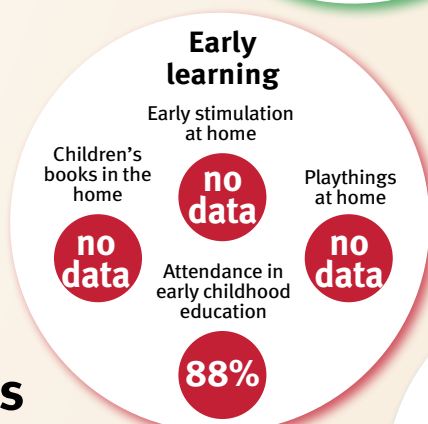 Early
learning
Early stimulation
at home
no
data
Children's
books in the
home
no
data
Playthings
at home
no
data
Attendance in
early childhood
education
88%
s